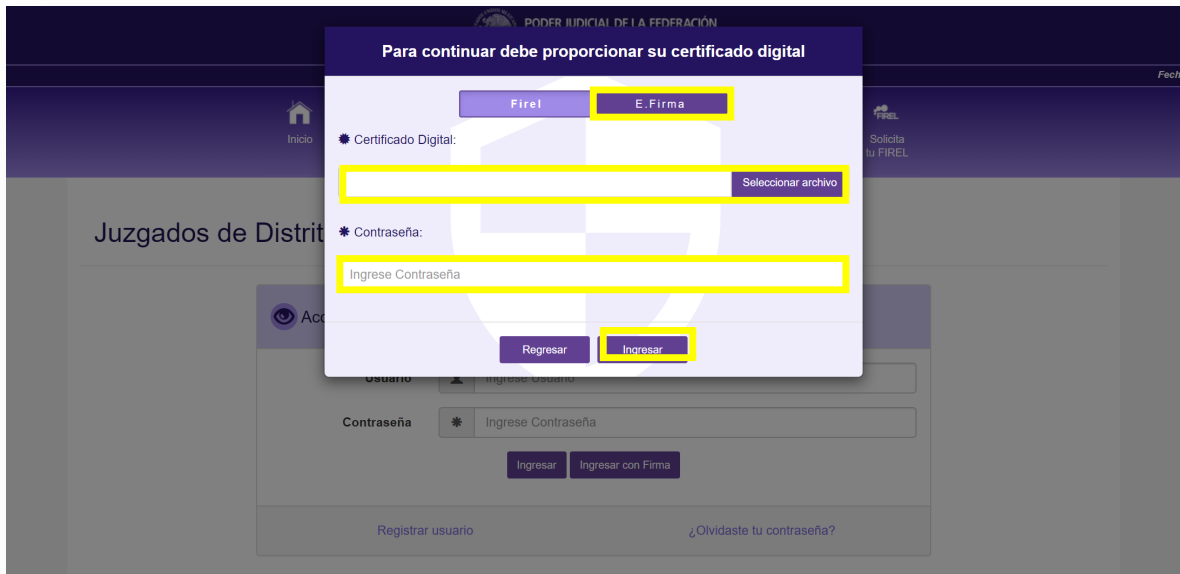 PODER JUDICIAL DE LA FEDERACIÓN
Para continuar debe proporcionar su certificado digital
Fech
Firel
E.Firma
Inicio
FIREL
Solicita
tu FIREL
Certificado Digital:
Seleccionar archivo
Juzgados de Distrit
Contraseña:
Ingrese Contraseña
Acc
Regresar
Ingresar
Usuario
Ingrese Usuario
Contraseña
Ingrese Contraseña
Ingresar
Ingresar con Firma
Registrar usuario
¿Olvidaste tu contraseña?